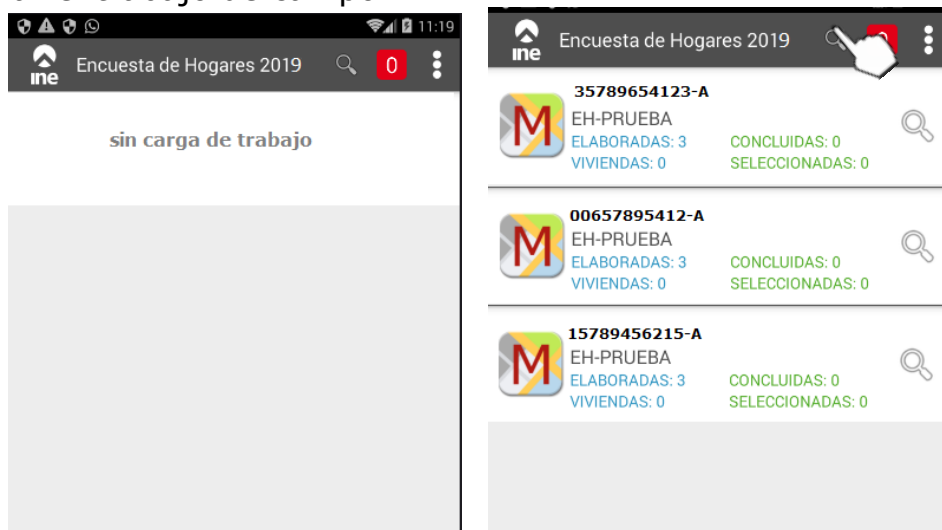 11:19
ine Encuesta de Hogares 2019 0
sin carga de trabajo
ine Encuesta de Hogares 2019
35789654123-A
M EH-PRUEBA
ELABORADAS: 3 CONCLUIDAS: 0
VIVIENDAS: 0 SELECCIONADAS: 0
00657895412-A
M EH-PRUEBA
ELABORADAS: 3 CONCLUIDAS: 0
VIVIENDAS: 0 SELECCIONADAS: 0
15789456215-A
M EH-PRUEBA
ELABORADAS: 3 CONCLUIDAS: 0
VIVIENDAS: 0 SELECCIONADAS: 0